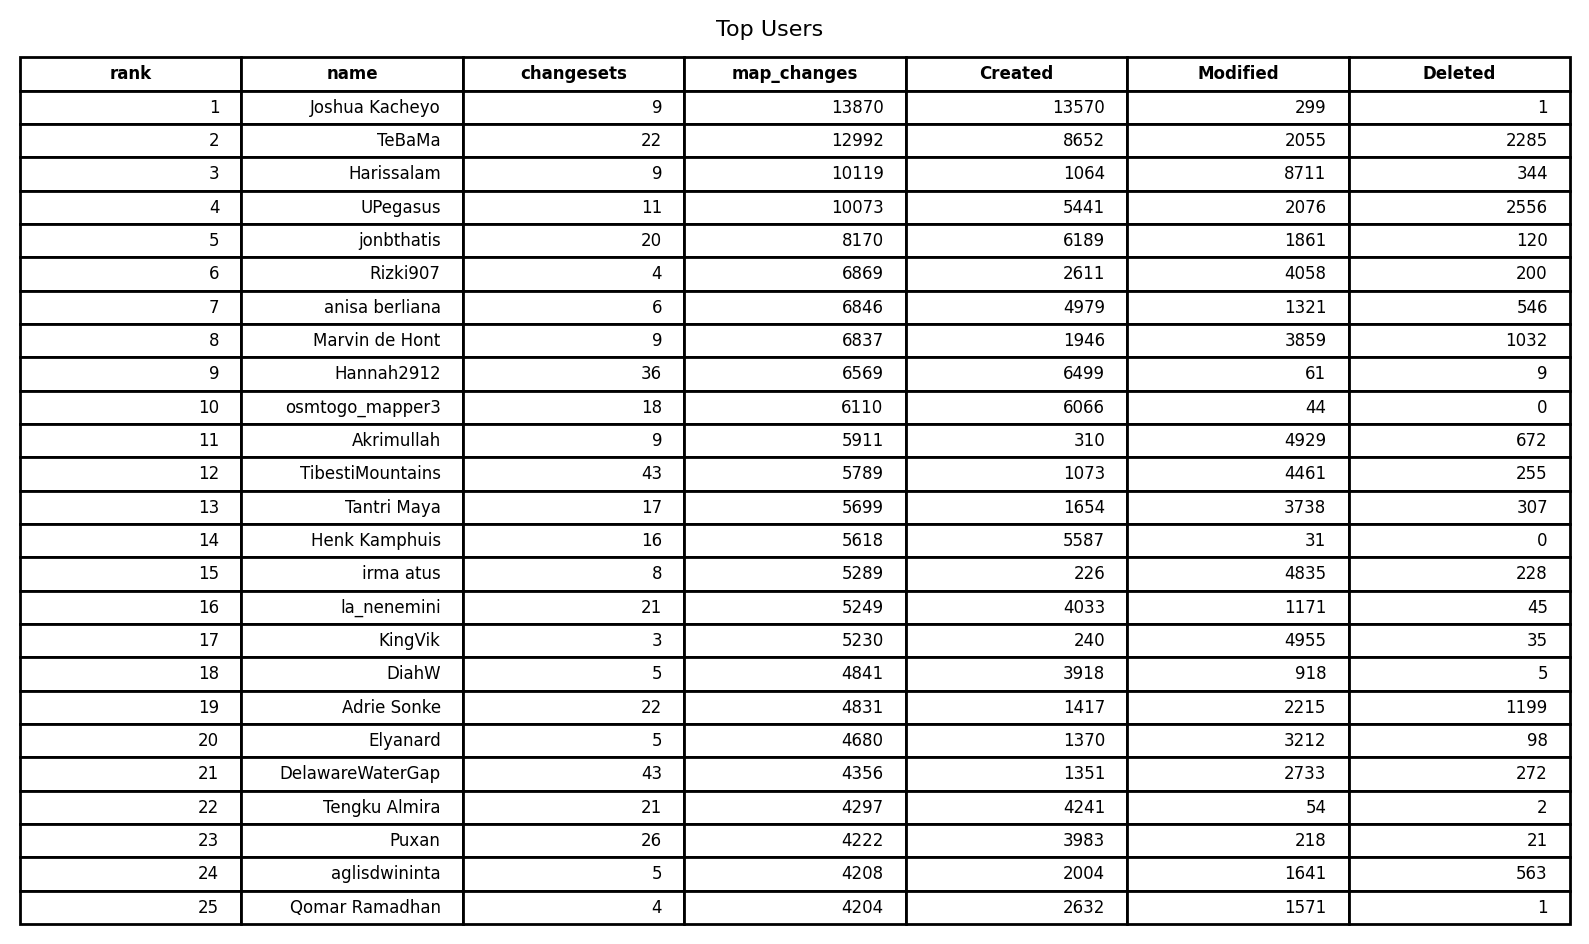 Top Users
rank name changesets map_changes Created Modified Deleted
1 Joshua Kacheyo 9 13870 13570 299 1
2 TeBaMa 22 12992 8652 2055 2285
3 Harissalam 9 10119 1064 8711 344
4 UPegasus 11 10073 5441 2076 2556
5 jonbthatis 20 8170 6189 1861 120
6 Rizki907 4 6869 2611 4058 200
7 anisa berliana 6 6846 4979 1321 546
8 Marvin de Hont 9 6837 1946 3859 1032
9 Hannah2912 36 6569 6499 61 9
10 osmtogo_mapper3 18 6110 6066 44 0
11 Akrimullah 9 5911 310 4929 672
12 TibestiMountains 43 5789 1073 4461 255
13 Tantri Maya 17 5699 1654 3738 307
14 Henk Kamphuis 16 5618 5587 31 0
15 irma atus 8 5289 226 4835 228
16 la_nenemini 21 5249 4033 1171 45
17 KingVik 3 5230 240 4955 35
18 DiahW 5 4841 3918 918 5
19 Adrie Sonke 22 4831 1417 2215 1199
20 Elyanard 5 4680 1370 3212 98
21 DelawareWaterGap 43 4356 1351 2733 272
22 Tengku Almira 21 4297 4241 54 2
23 Puxan 26 4222 3983 218 21
24 aglisdwininta 5 4208 2004 1641 563
25 Qomar Ramadhan 4 4204 2632 1571 1